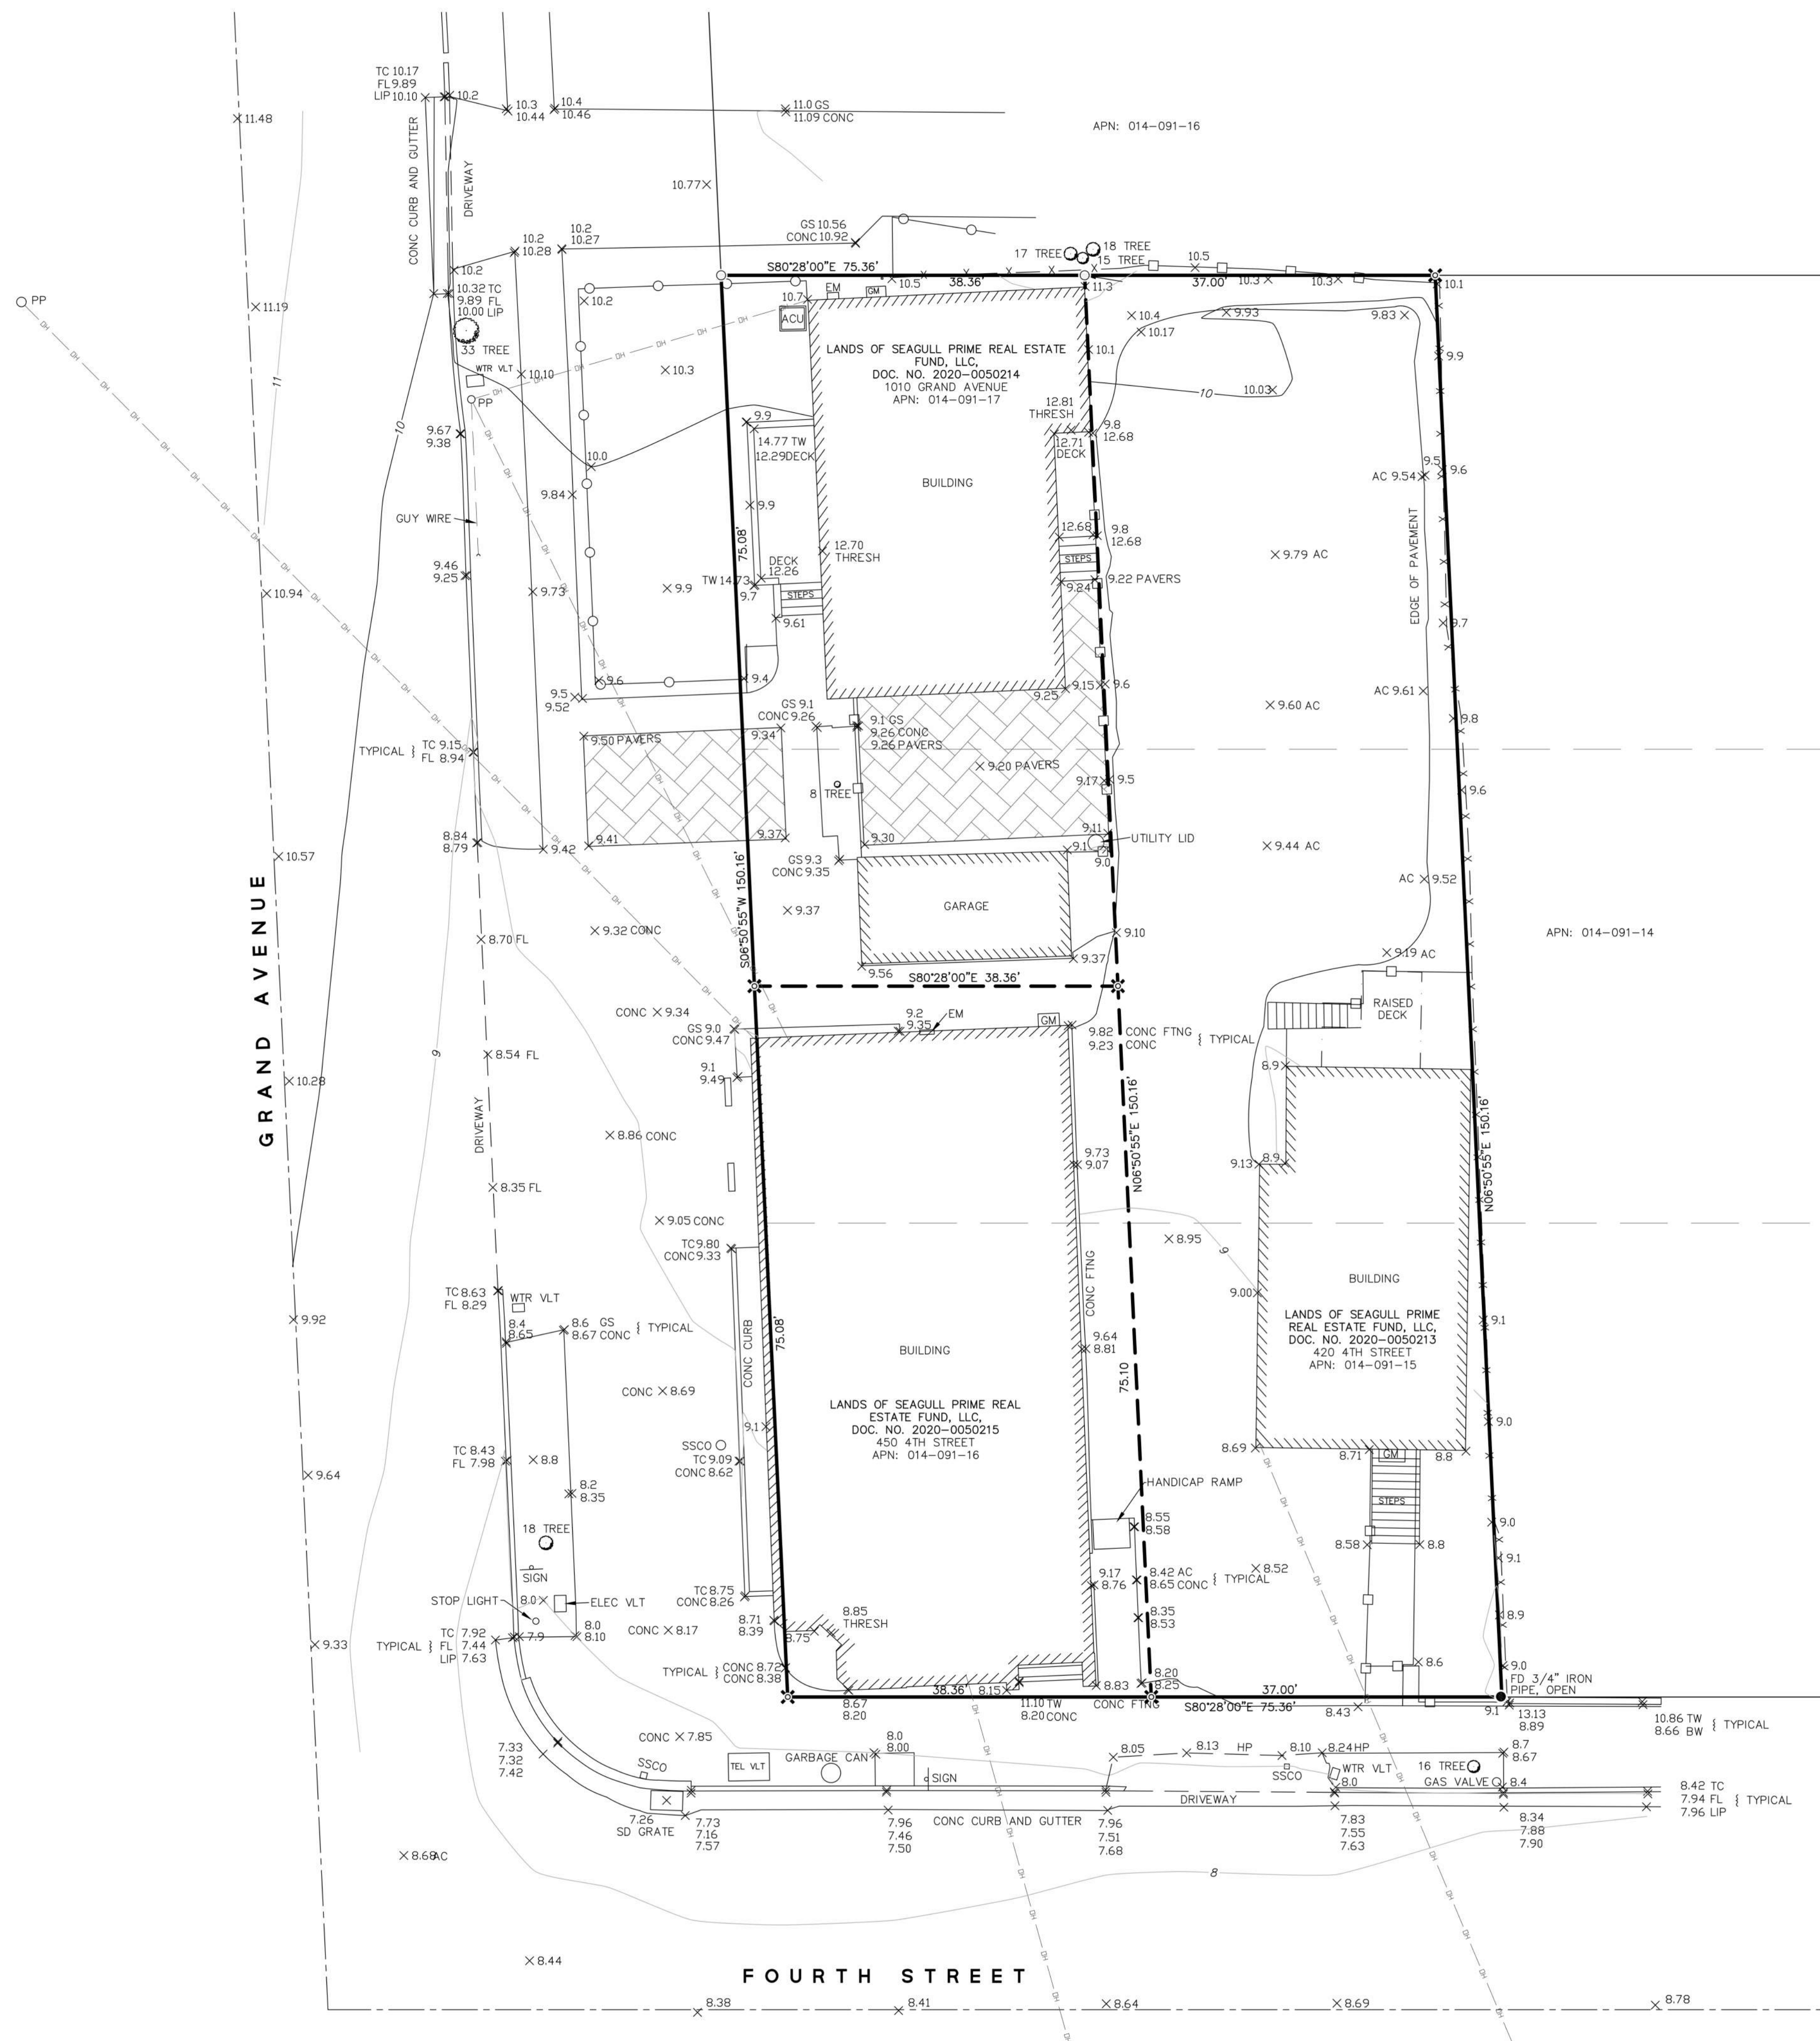 TC 10.17
FL 9.89
LIP 10.10
10.2
10.3
10.44
10.4
10.46
11.0 GS
11.09 CONC
11.48
APN: 014-091-16
CONC CURB AND GUTTER
DRIVEWAY
10.77
GS 10.56
CONC 10.92
10.2
10.28
10.2
10.27
17 TREE
18 TREE
15 TREE
10.5
10.2
S80°28'00"E 75.36'
38.36'
10.5
37.00'
10.3
10.3
10.1
PP
11.19
10.32 TC
9.89 FL
10.00 LIP
33 TREE
WTR VLT
10.10
PP
10.2
10.7
EM
GM
11.3
ACU
10.3
LANDS OF SEAGULL PRIME REAL ESTATE
FUND, LLC,
DOC. NO. 2020-0050214
1010 GRAND AVENUE
APN: 014-091-17
10.4
10.17
9.93
9.83
10.1
9.9
10
10.03
12.81
THRESH
9.8
12.68
12.71
DECK
11
10
9.67
9.38
9.9
14.77 TW
12.29DECK
10.0
9.84
9.9
BUILDING
GUY WIRE
9.5
9.6
AC 9.54
EDGE OF PAVEMENT
75.08'
12.70
THRESH
12.68
9.8
12.68
STEPS
9.22 PAVERS
9.24
9.79 AC
9.46
9.25
10.94
9.73
9.9
DECK
12.26
TW 14.73
9.7
STEPS
9.61
9.7
9.6
9.4
9.5
9.52
9.25
9.15
9.6
AC 9.61
9.60 AC
9.8
GS 9.1
CONC 9.26
9.1 GS
9.26 CONC
9.26 PAVERS
TYPICAL
TC 9.15
FL 8.94
9.50 PAVERS
9.34
9.20 PAVERS
9.17
9.5
9.6
8 TREE
8.84
8.79
9.42
9.41
9.37
9.30
9.11
UTILITY LID
9.1
9.0
9.44 AC
10.57
GS 9.3
CONC 9.35
AC 9.52
GRAND AVENUE
S06°50'55"W 150.16'
9.37
GARAGE
9.10
8.70 FL
9.32 CONC
APN: 014-091-14
9.19 AC
9.56
9.37
S80°28'00"E 38.36'
CONC 9.34
GS 9.0
CONC 9.47
9.2
9.35
EM
GM
9.82 CONC FTNG
9.23 CONC
TYPICAL
RAISED
DECK
9
8.54 FL
9.1
9.49
8.9
10.28
DRIVEWAY
8.86 CONC
N06°50'55"E 150.16'
N06°50'55"E 150.16'
9.73
9.07
9.13
8.9
8.35 FL
9.05 CONC
TC 9.80
CONC 9.33
8.95
9
CONC FTNG
BUILDING
9.00
TC 8.63
FL 8.29
WTR VLT
9.92
8.4
8.65
8.6 GS
8.67 CONC
TYPICAL
CONC CURB
75.08'
LANDS OF SEAGULL PRIME
REAL ESTATE FUND, LLC,
DOC. NO. 2020-0050213
420 4TH STREET
APN: 014-091-15
9.1
9.64
8.81
BUILDING
75.10
CONC 8.69
LANDS OF SEAGULL PRIME REAL
ESTATE FUND, LLC,
DOC. NO. 2020-0050215
450 4TH STREET
APN: 014-091-16
9.1
9.0
SSCO
TC 9.09
CONC 8.62
TC 8.43
FL 7.98
8.8
9.64
8.69
8.71
GM
8.8
8.2
8.35
HANDICAP RAMP
STEPS
18 TREE
8.55
8.58
9.0
8.58
8.8
9.1
SIGN
8.52
9.17
8.76
8.42 AC
8.65 CONC
TYPICAL
STOP LIGHT
8.0
ELEC VLT
TC 8.75
CONC 8.26
8.85
THRESH
8.71
8.39
8.75
8.35
8.53
8.9
9.33
TYPICAL
TC 7.92
FL 7.44
LIP 7.63
7.9
8.0
8.10
CONC 8.17
TYPICAL
CONC 8.72
CONC 8.38
8.6
9.0
FD 3/4" IRON
PIPE, OPEN
8.67
8.20
38.36'
8.15
11.10 TW
8.20 CONC
8.83
CONC FTNG
8.20
8.25
37.00'
S80°28'00"E 75.36'
8.43
9.1
13.13
8.89
10.86 TW
8.66 BW
TYPICAL
CONC 7.85
7.33
7.32
7.42
SSCO
TEL VLT
GARBAGE CAN
8.0
8.00
SIGN
8.05
8.13
HP
8.10
8.24HP
SSCO
WTR VLT
8.0
16 TREE
GAS VALVE
8.7
8.67
8.4
DRIVEWAY
8.42 TC
7.94 FL
7.96 LIP
TYPICAL
7.26
SD GRATE
7.73
7.16
7.57
7.96
7.46
7.50
CONC CURB AND GUTTER
7.96
7.51
7.68
7.83
7.55
7.63
8.34
7.88
7.90
8.68AC
8
8.44
FOURTH STREET
8.38
8.41
8.64
8.69
8.78